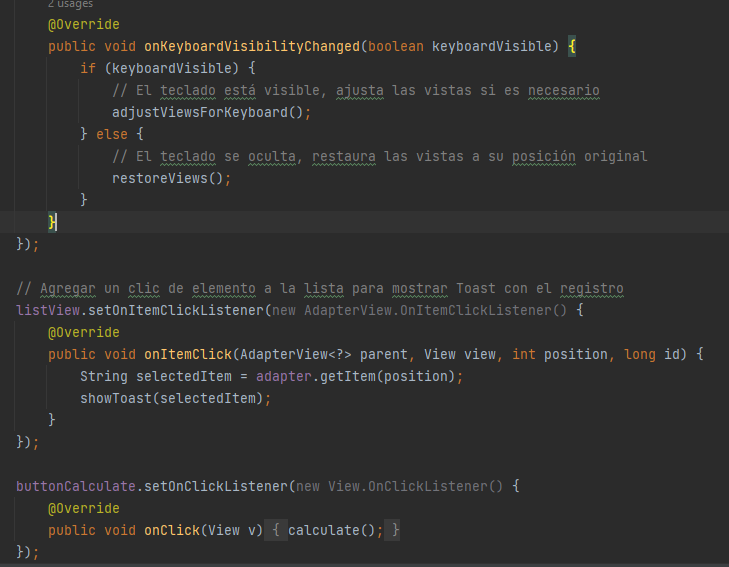 2 usages
@Override
public void onKeyboardVisibilityChanged(boolean keyboardVisible) {
if (keyboardVisible) {
// El teclado está visible, ajusta las vistas si es necesario
adjustViewsForKeyboard();
} else {
// El teclado se oculta, restaura las vistas a su posición original
restoreViews();
}
}
});
// Agregar un clic de elemento a la lista para mostrar Toast con el registro
listView.setOnItemClickListener(new AdapterView.OnItemClickListener() {
@Override
public void onItemClick(AdapterView<?> parent, View view, int position, long id) {
String selectedItem = adapter.getItem(position);
showToast(selectedItem);
}
});
buttonCalculate.setOnClickListener(new View.OnClickListener() {
@Override
public void onClick(View v) { calculate(); }
});